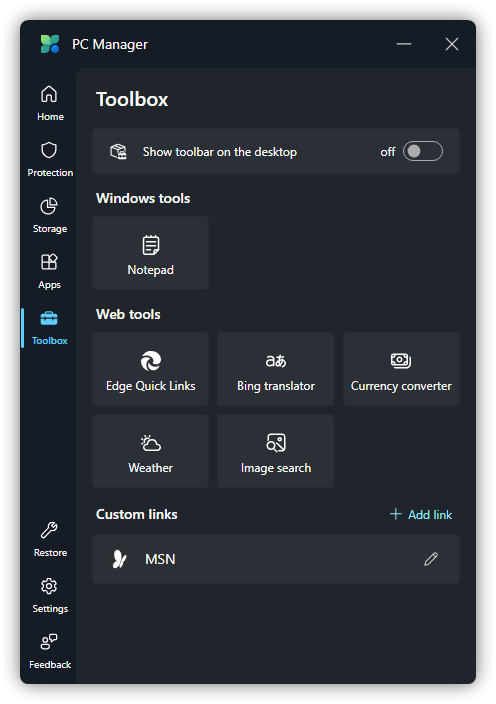 PC Manager
Home
Protection
Storage
Apps
Toolbox
Restore
Settings
Feedback
Toolbox
Show toolbar on the desktop off
Windows tools
Notepad
Web tools
Edge Quick Links Bing translator Currency converter
Weather Image search
Custom links Add link
MSN